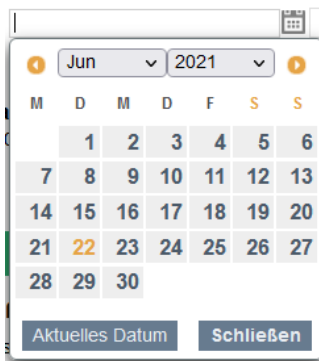 Jun 2021
M D M D F S S
1 2 3 4 5 6
7 8 9 10 11 12 13
14 15 16 17 18 19 20
21 22 23 24 25 26 27
28 29 30
Aktuelles Datum Schließen